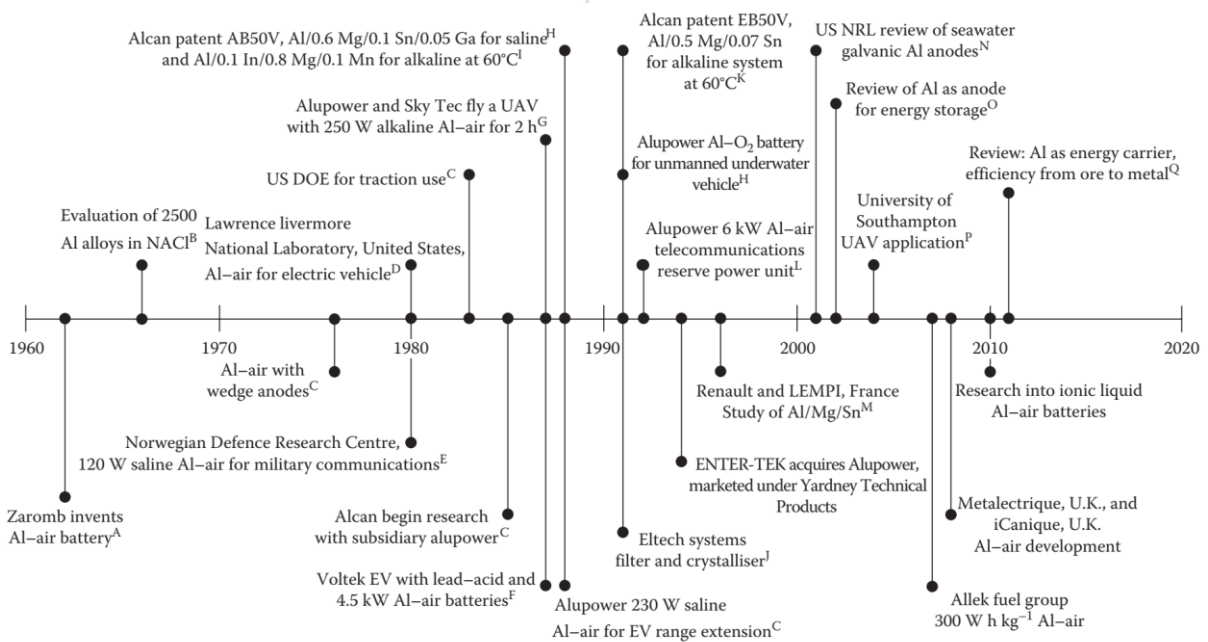 Alcan patent AB50V, Al/0.6 Mg/0.1 Sn/0.05 Ga for saline^H
and Al/0.1 In/0.8 Mg/0.1 Mn for alkaline at 60°C^I
Alcan patent EB50V,
Al/0.5 Mg/0.07 Sn
for alkaline system
at 60°C^K
US NRL review of seawater
galvanic Al anodes^N
Review of Al as anode
for energy storage^O
Alupower and Sky Tec fly a UAV
with 250 W alkaline Al–air for 2 h^G
Alupower Al–O₂ battery
for unmanned underwater
vehicle^H
Review: Al as energy carrier,
efficiency from ore to metal^Q
US DOE for traction use^C
Evaluation of 2500
Al alloys in NACl^B
Lawrence livermore
National Laboratory, United States,
Al–air for electric vehicle^D
Alupower 6 kW Al–air
telecommunications
reserve power unit^L
University of
Southampton
UAV application^P
1960
1970
1980
1990
2000
2010
2020
Al–air with
wedge anodes^C
Renault and LEMPI, France
Study of Al/Mg/Sn^M
Research into ionic liquid
Al–air batteries
Norwegian Defence Research Centre,
120 W saline Al–air for military communications^E
ENTER-TEK acquires Alupower,
marketed under Yardney Technical
Products
Zaromb invents
Al–air battery^A
Alcan begin research
with subsidiary alupower^C
Eltech systems
filter and crystalliser^J
Metalectrique, U.K., and
iCanique, U.K.
Al–air development
Voltek EV with lead–acid and
4.5 kW Al–air batteries^F
Alupower 230 W saline
Al–air for EV range extension^C
Allek fuel group
300 W h kg⁻¹ Al–air